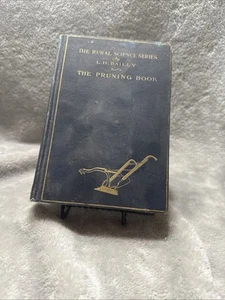 THE RURAL SCIENCE SERIES
L. H. BAILEY
THE PRUNING BOOK